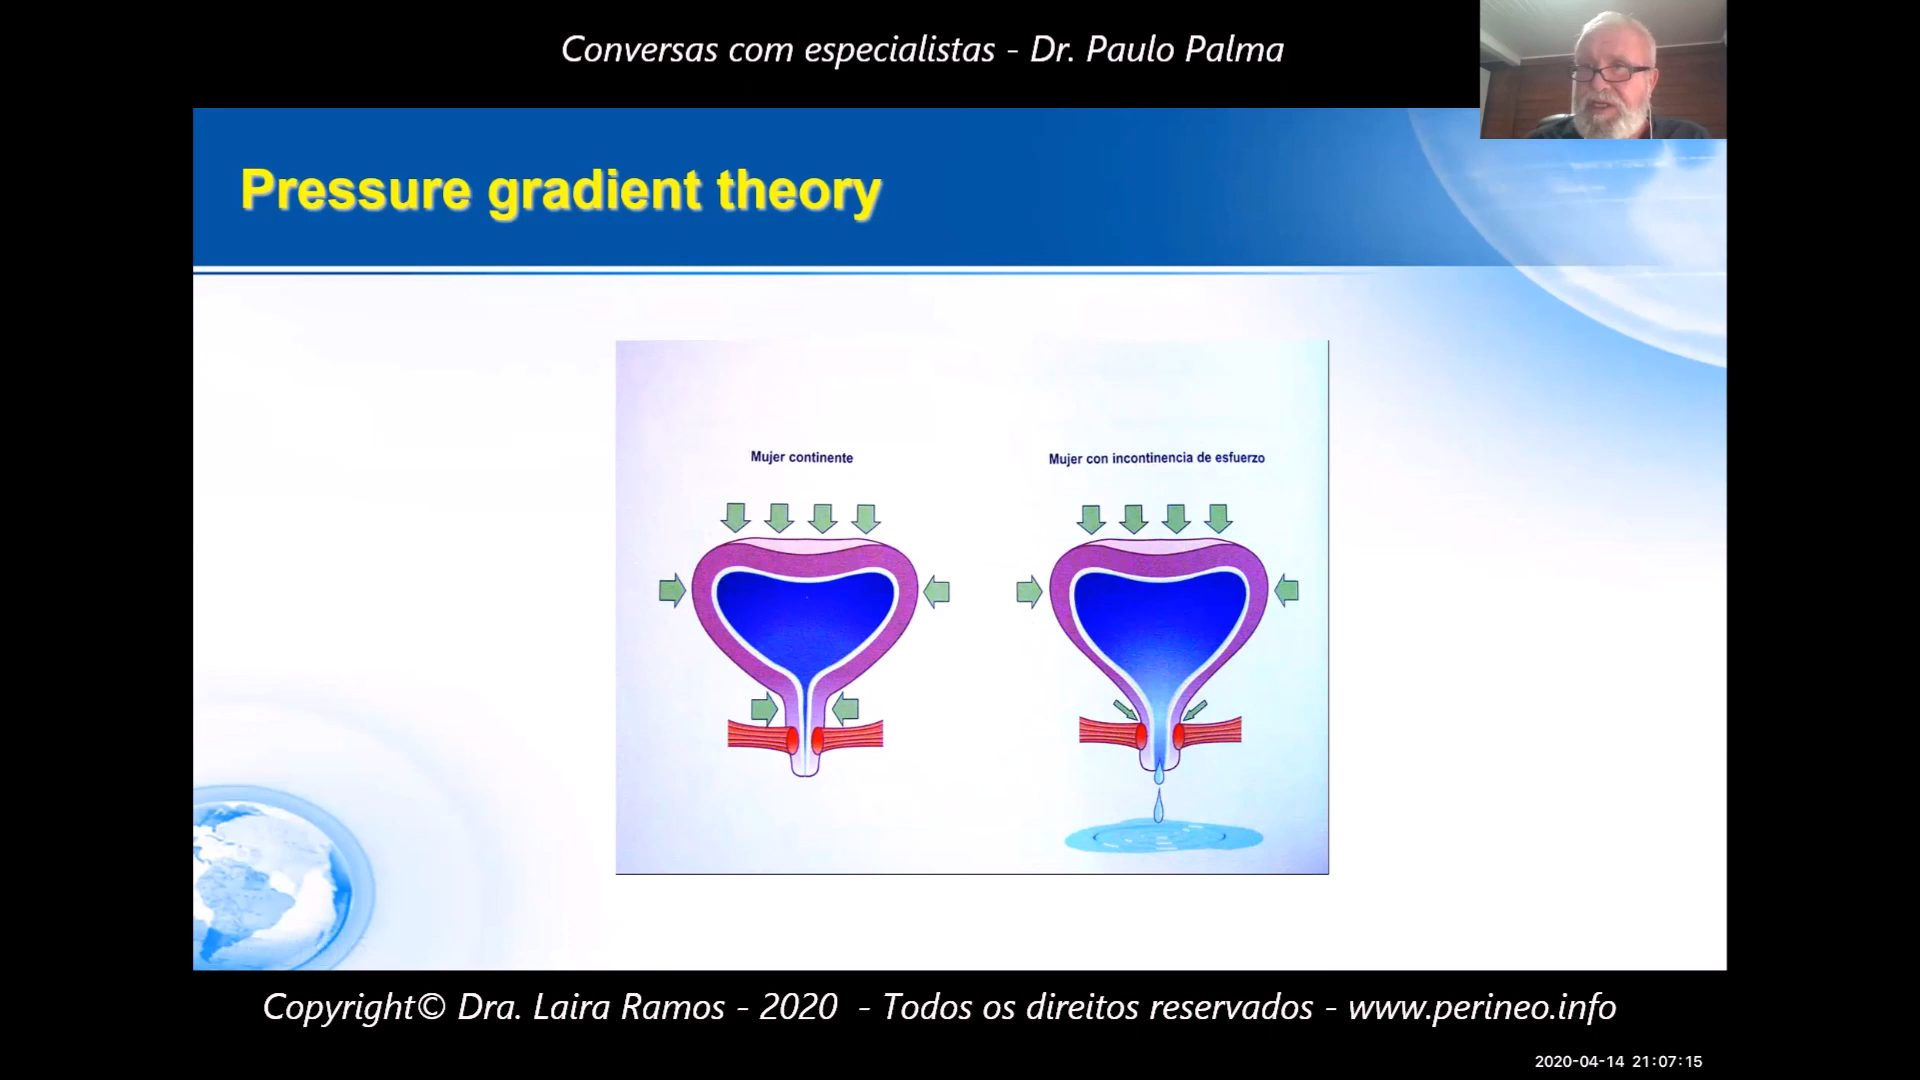 Conversas com especialistas - Dr. Paulo Palma
Pressure gradient theory
Mujer continente
Mujer con incontinencia de esfuerzo
Copyright© Dra. Laira Ramos - 2020 - Todos os direitos reservados - www.perineo.info
2020-04-14 21:07:15